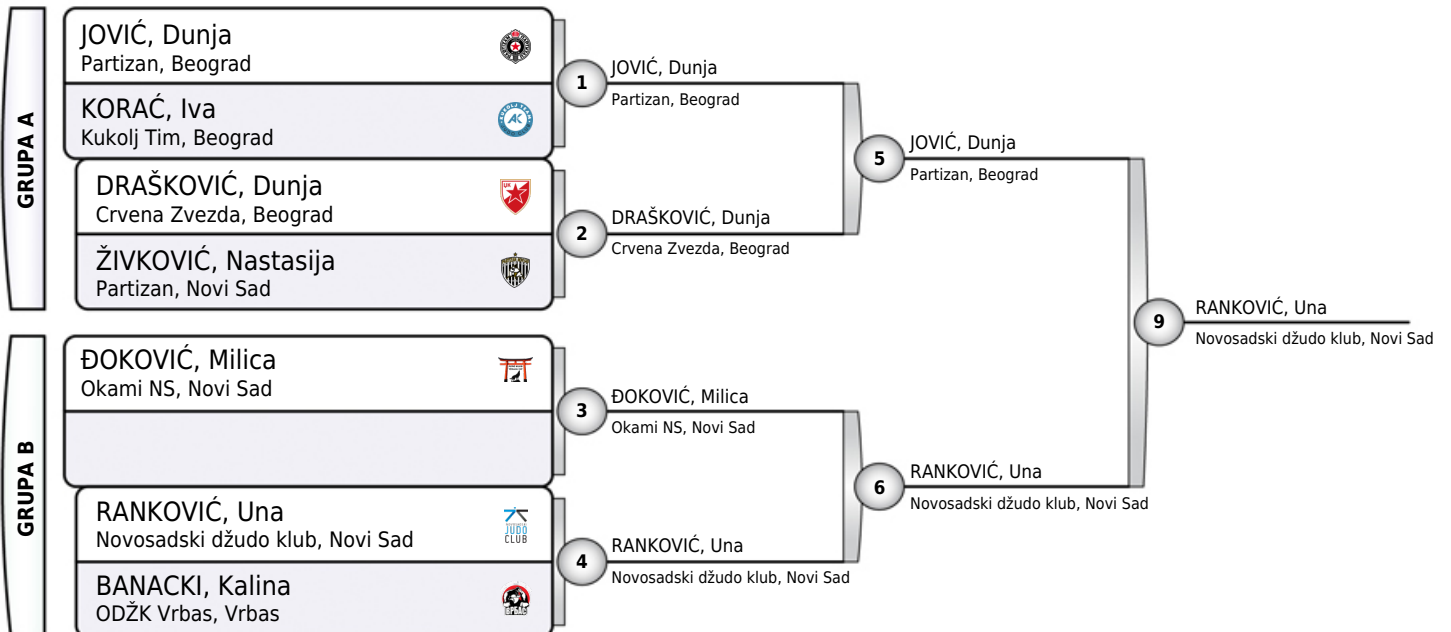 GRUPA A
JOVIĆ, Dunja
Partizan, Beograd
KORAĆ, Iva
Kukolj Tim, Beograd
DRAŠKOVIĆ, Dunja
Crvena Zvezda, Beograd
ŽIVKOVIĆ, Nastasija
Partizan, Novi Sad
GRUPA B
ĐOKOVIĆ, Milica
Okami NS, Novi Sad
RANKOVIĆ, Una
Novosadski džudo klub, Novi Sad
JUDO
CLUB
BANACKI, Kalina
ODŽK Vrbas, Vrbas
1
JOVIĆ, Dunja
Partizan, Beograd
2
DRAŠKOVIĆ, Dunja
Crvena Zvezda, Beograd
3
ĐOKOVIĆ, Milica
Okami NS, Novi Sad
4
RANKOVIĆ, Una
Novosadski džudo klub, Novi Sad
5
JOVIĆ, Dunja
Partizan, Beograd
6
RANKOVIĆ, Una
Novosadski džudo klub, Novi Sad
9
RANKOVIĆ, Una
Novosadski džudo klub, Novi Sad